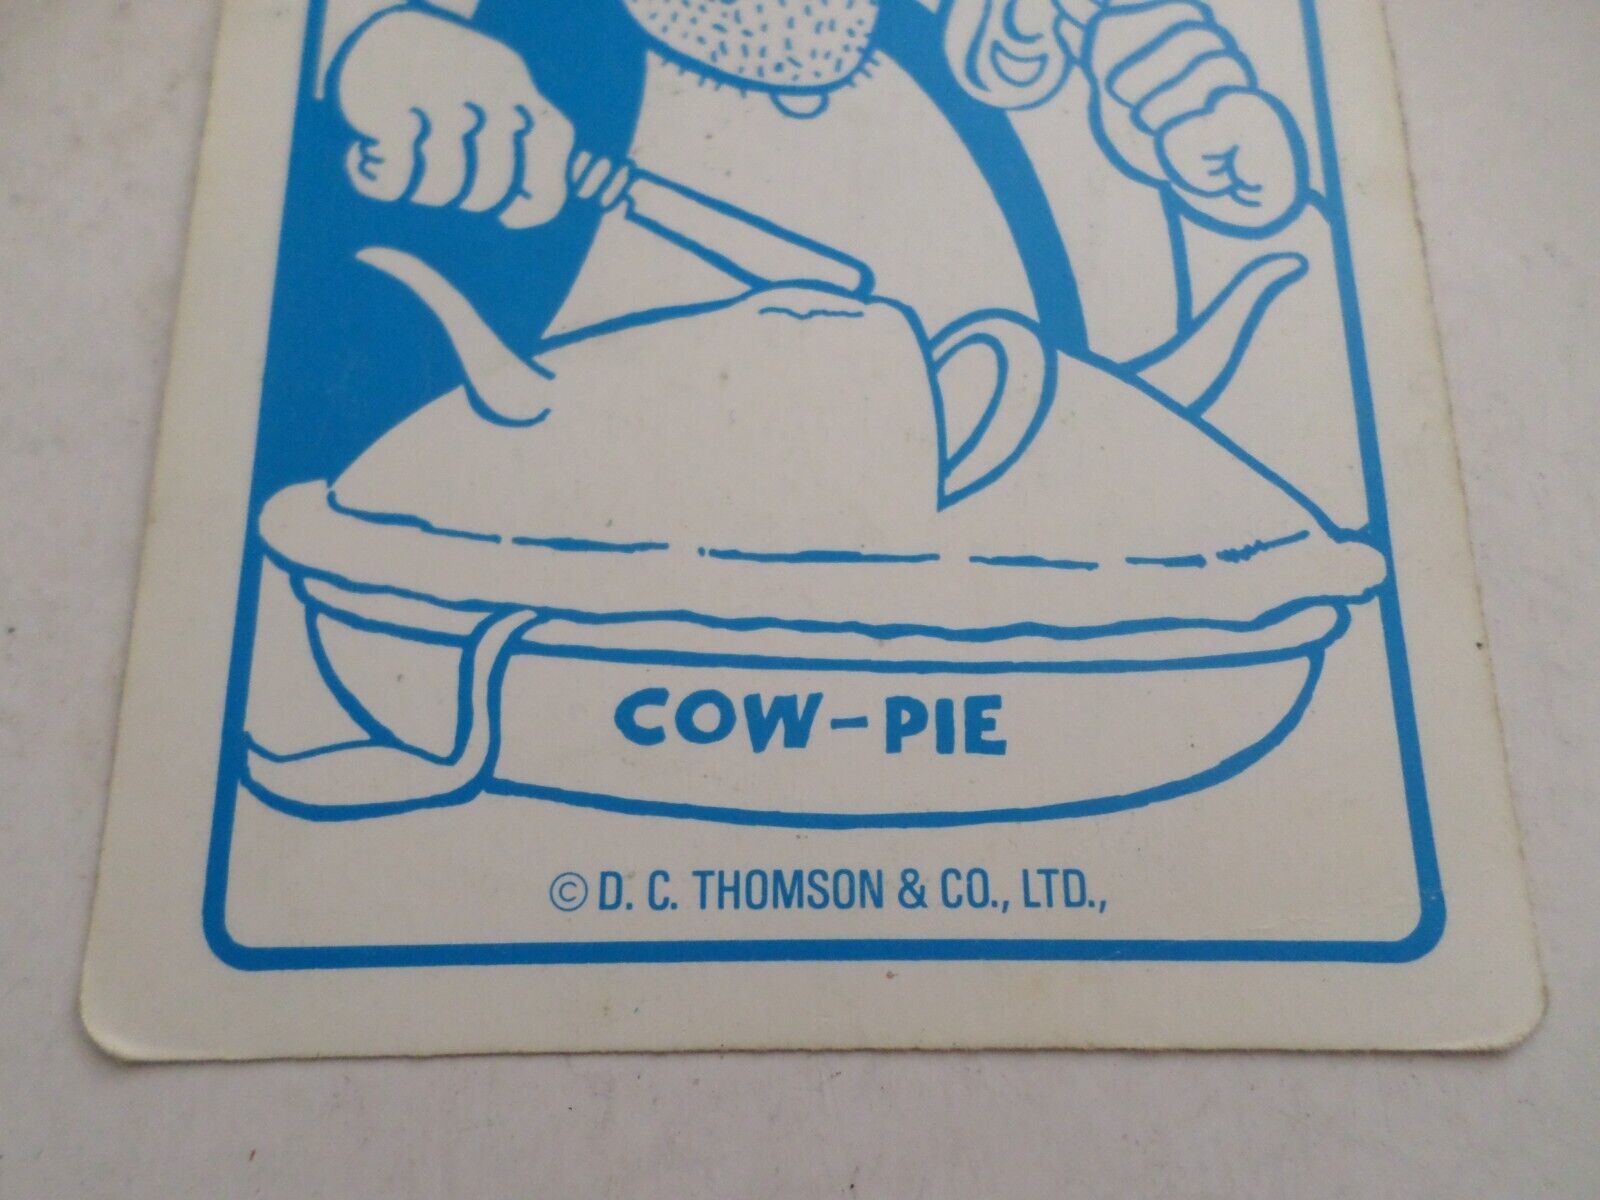 COW-PIE
© D. C. THOMSON & CO., LTD.,